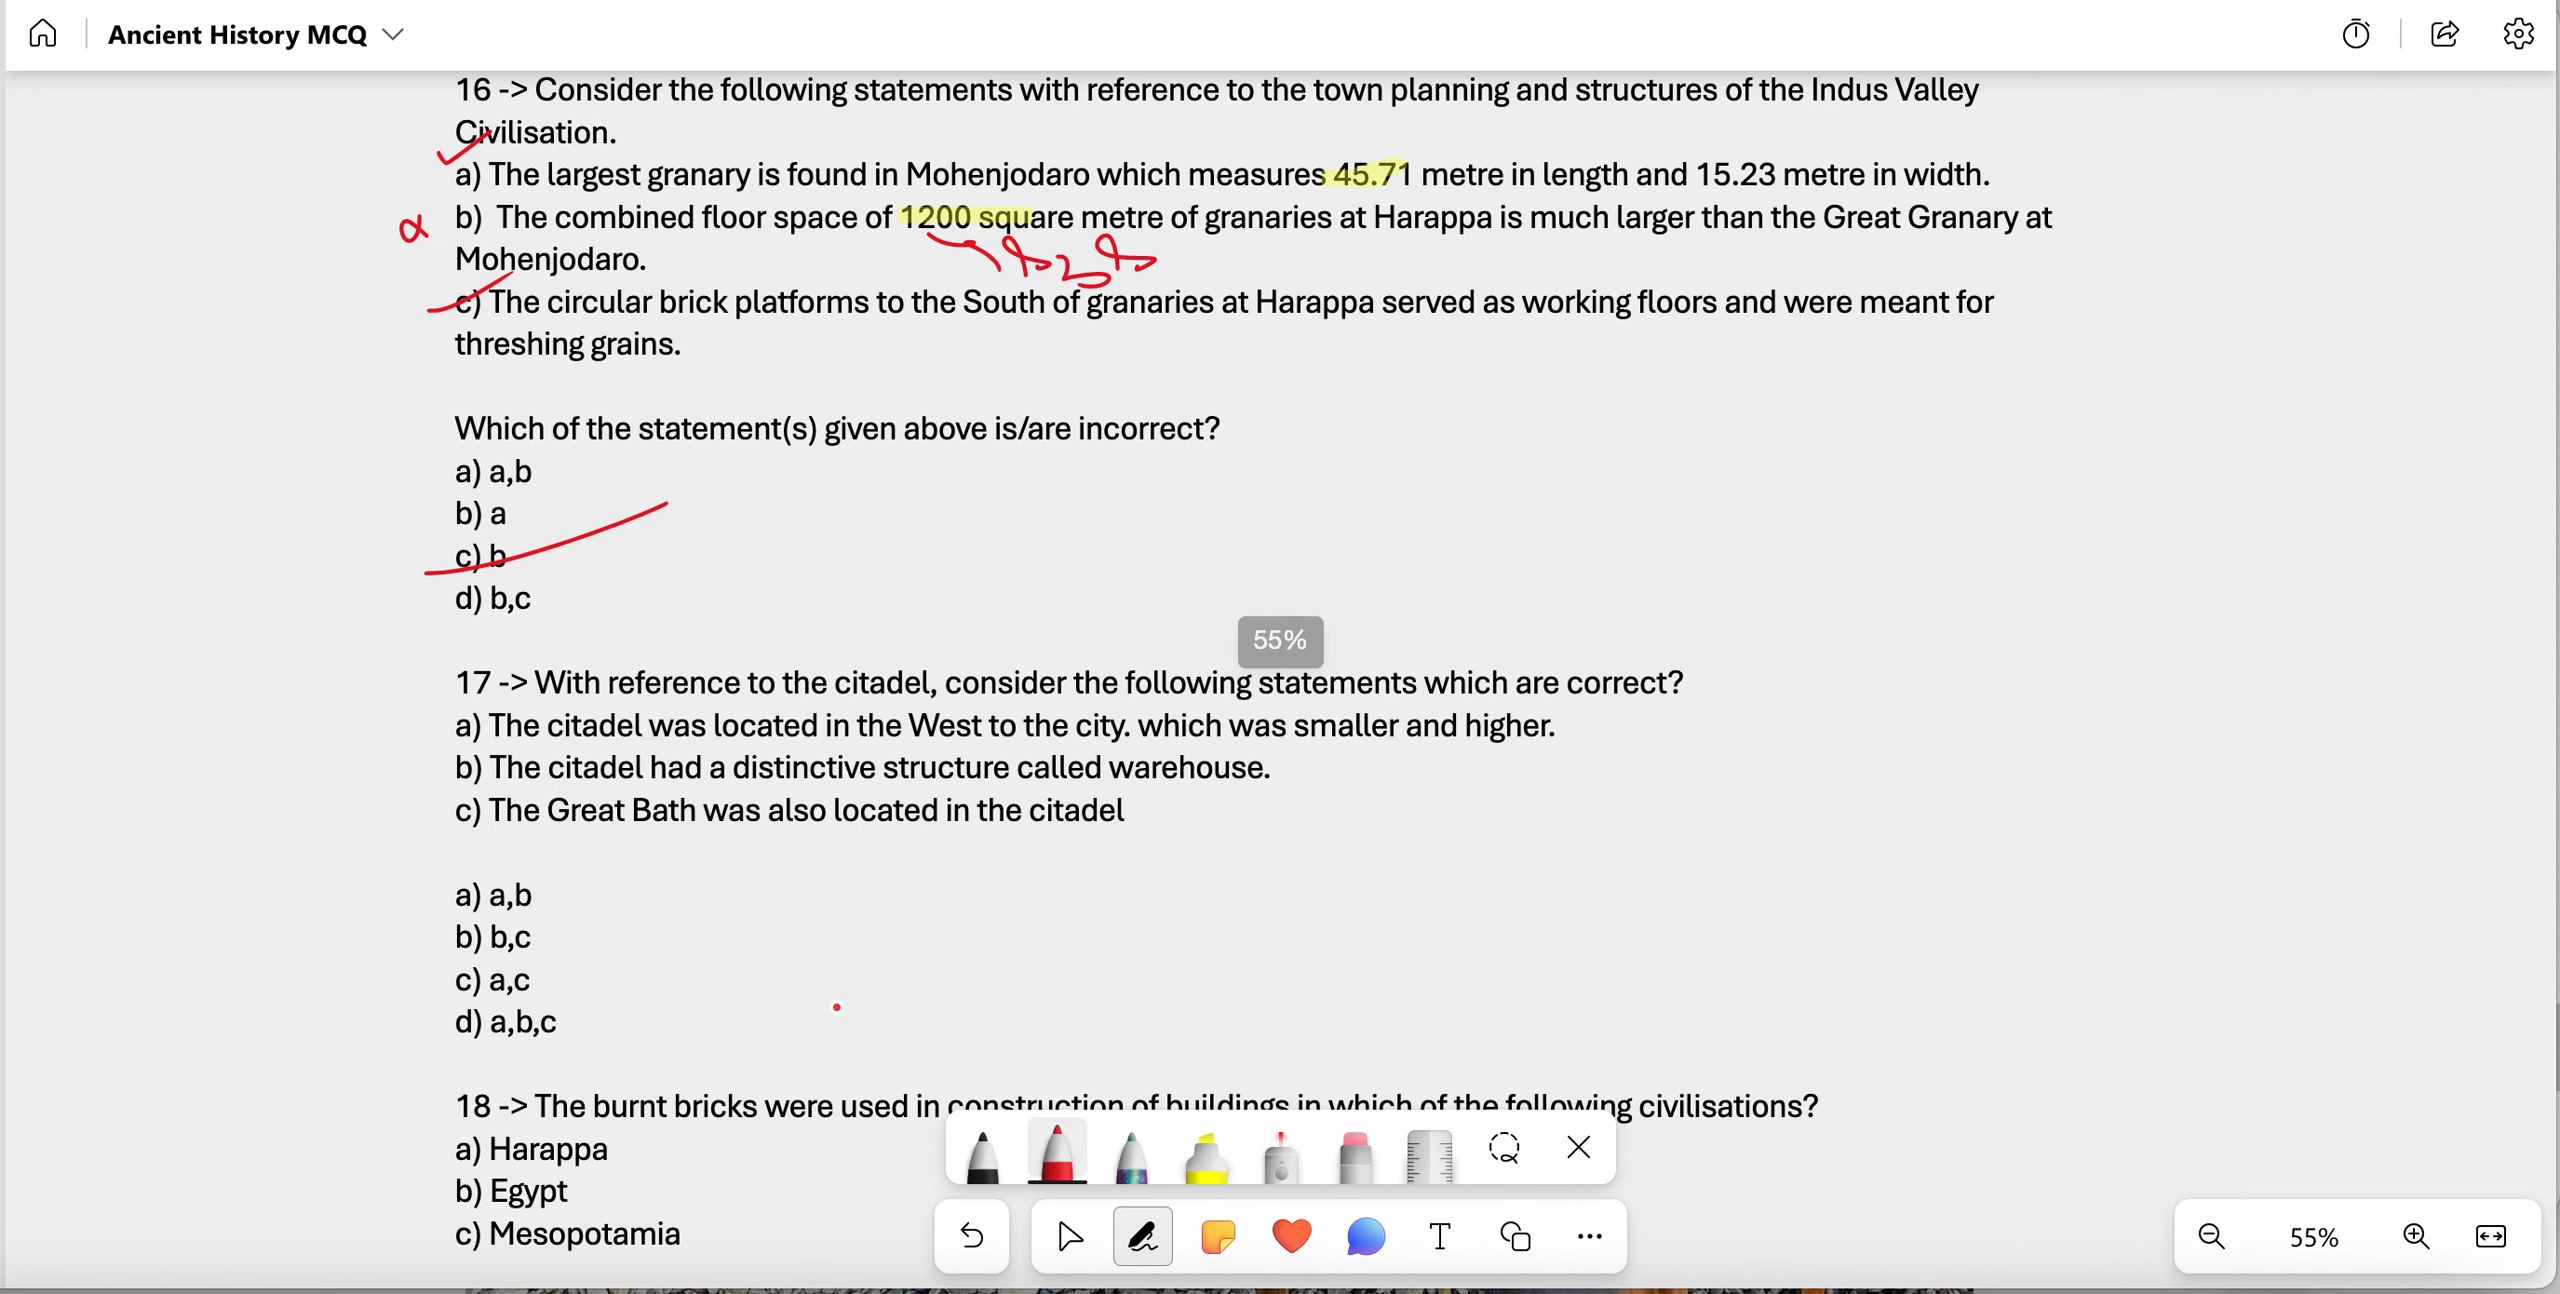 Ancient History MCQ
16 -> Consider the following statements with reference to the town planning and structures of the Indus Valley
Civilisation.
a) The largest granary is found in Mohenjodaro which measures 45.71 metre in length and 15.23 metre in width.
b)  The combined floor space of 1200 square metre of granaries at Harappa is much larger than the Great Granary at
Mohenjodaro.
c) The circular brick platforms to the South of granaries at Harappa served as working floors and were meant for
threshing grains.
Which of the statement(s) given above is/are incorrect?
a) a,b
b) a
c) b
d) b,c
55%
17 -> With reference to the citadel, consider the following statements which are correct?
a) The citadel was located in the West to the city. which was smaller and higher.
b) The citadel had a distinctive structure called warehouse.
c) The Great Bath was also located in the citadel
a) a,b
b) b,c
c) a,c
d) a,b,c
18 -> The burnt bricks were used in construction of buildings in which of the following civilisations?
a) Harappa
b) Egypt
c) Mesopotamia
55%